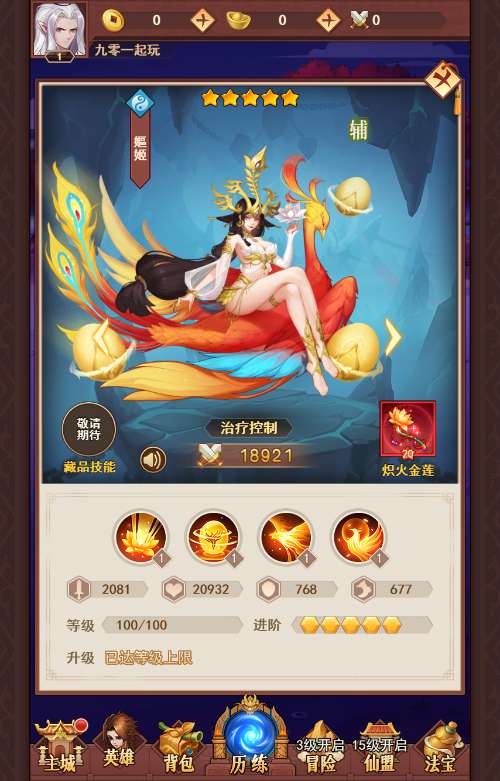 0 0 0
1
九零一起玩
嫗姬
辅
敬请
期待
藏品技能
治疗控制
18921
20
炽火金莲
1 1 1 1
2081 20932 768 677
等级 100/100 进阶
升级 已达等级上限
3级开启 15级开启
主城 英雄 背包 历练 冒险 仙盟 法宝